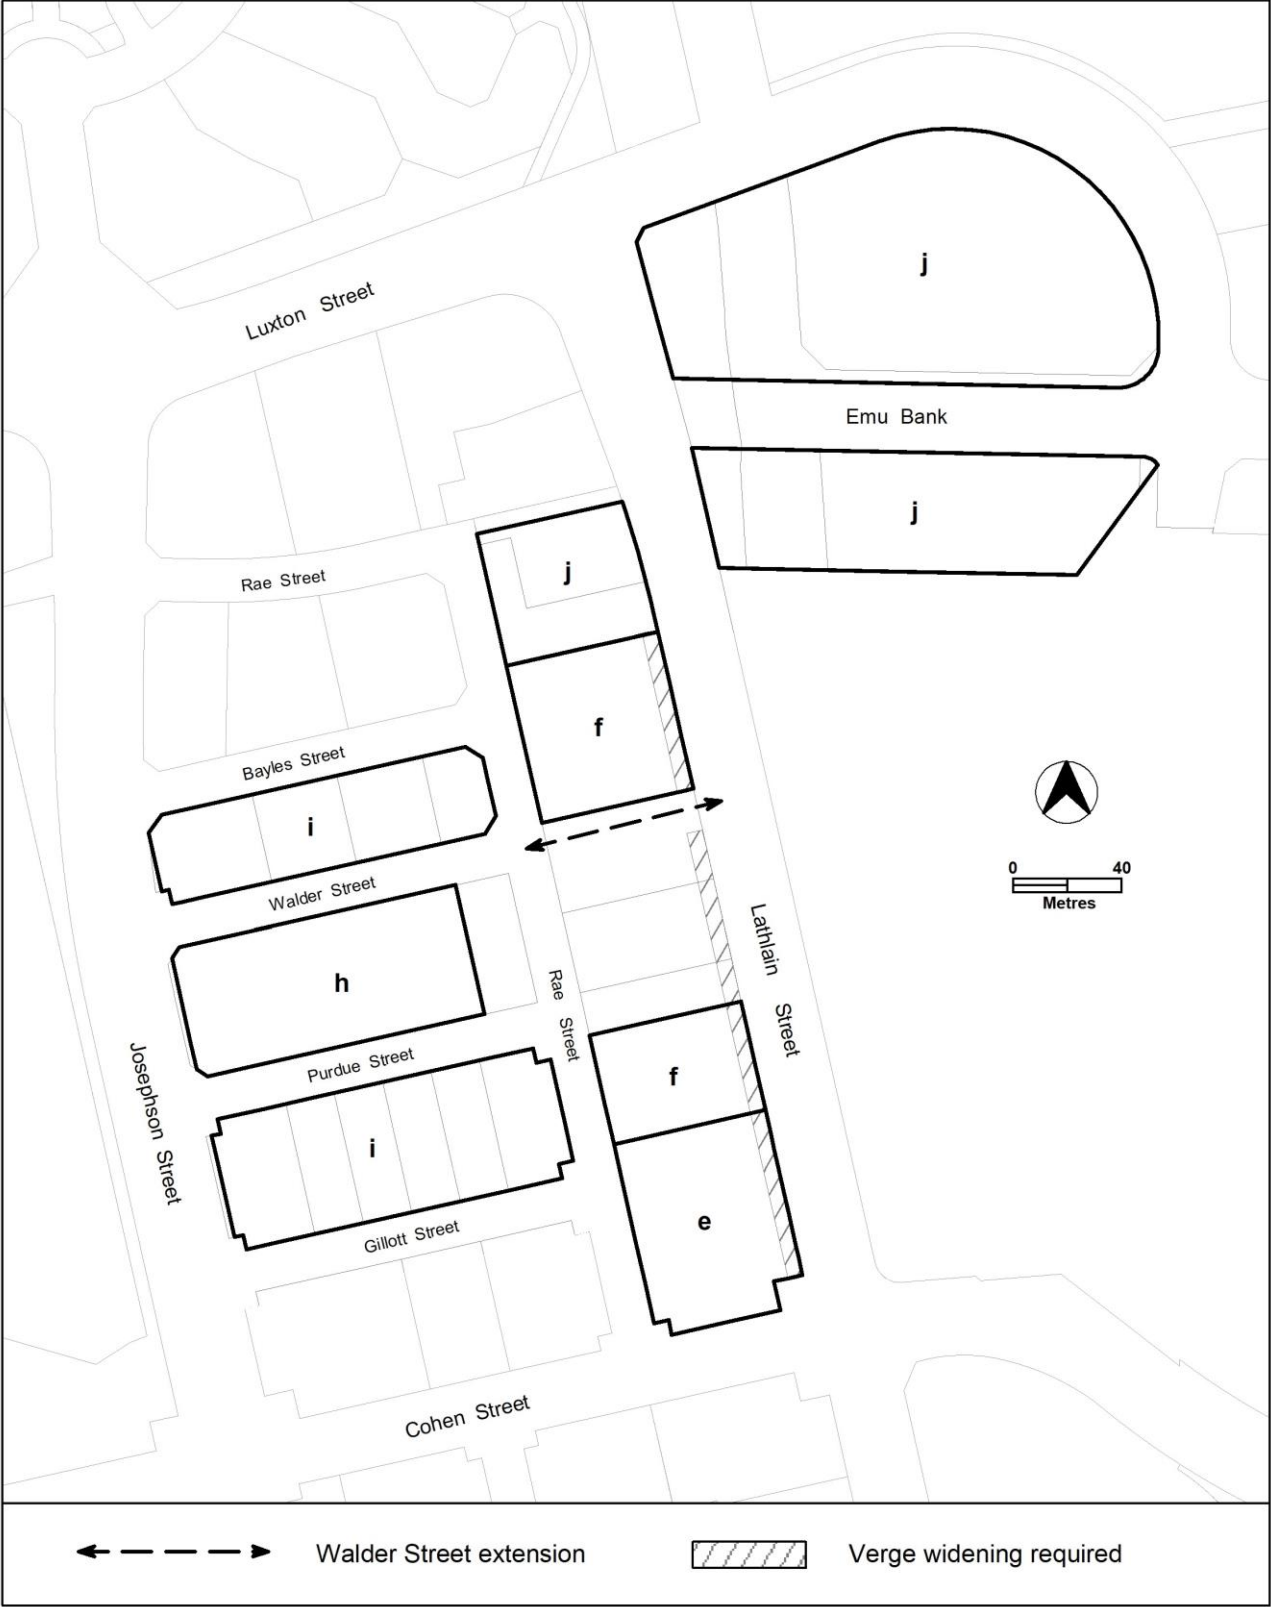 j
Luxton Street
Emu Bank
j
j
Rae Street
f
Bayles Street
i
Walder Street
0 40
Metres
Lathlain Street
h
Rae Street
Purdue Street
f
Josephson Street
i
e
Gillott Street
Cohen Street
Walder Street extension
Verge widening required